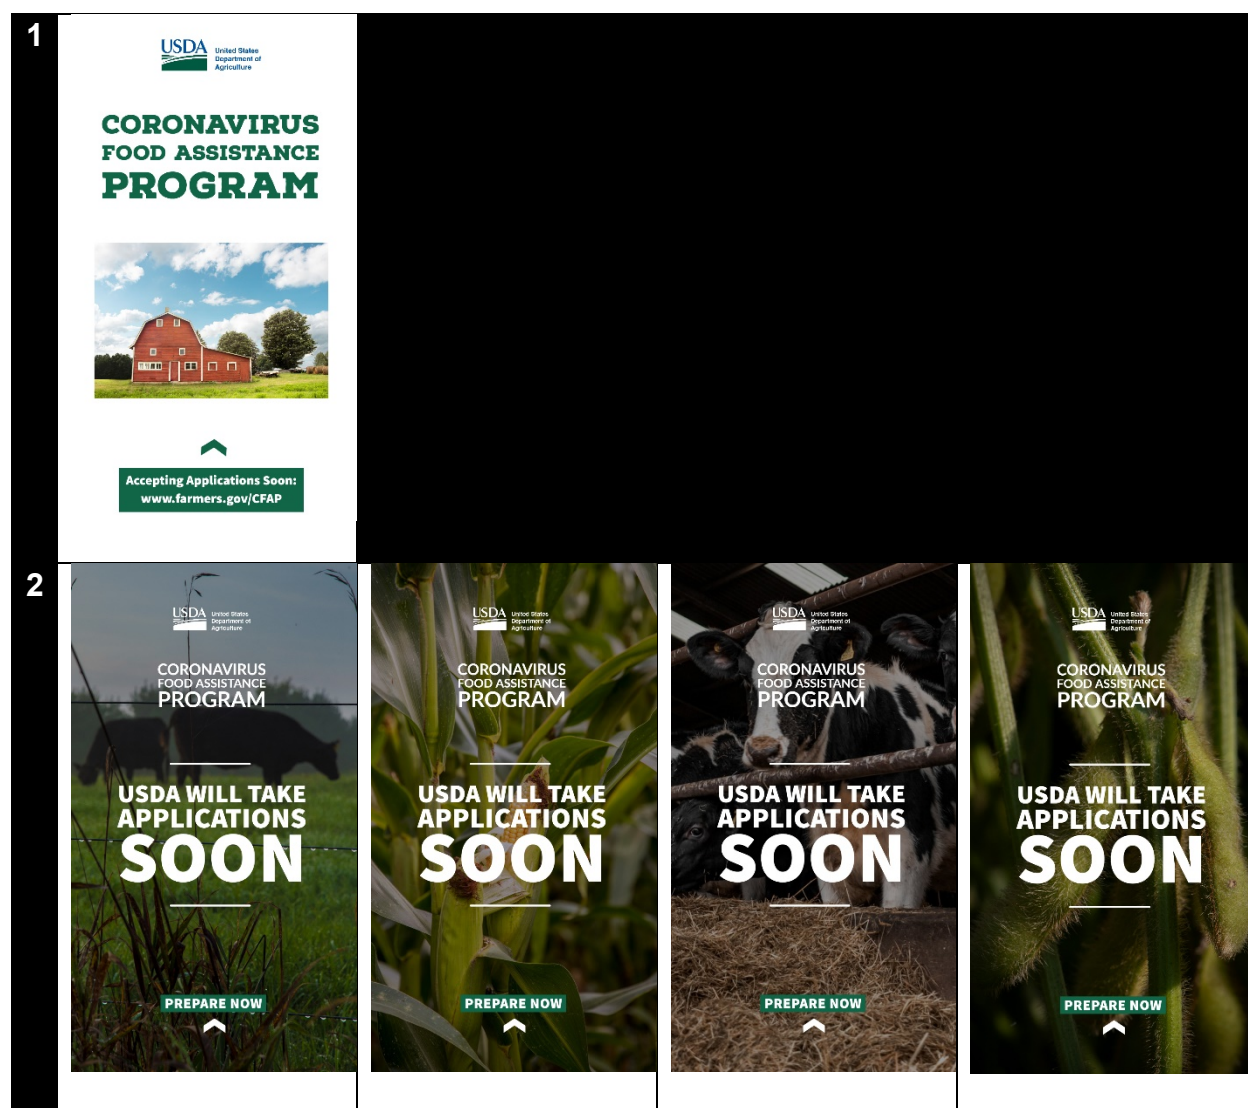 1
USDA
United States
Department of
Agriculture
CORONAVIRUS
FOOD ASSISTANCE
PROGRAM
Accepting Applications Soon:
www.farmers.gov/CFAP
2
USDA
United States
Department of
Agriculture
CORONAVIRUS
FOOD ASSISTANCE
PROGRAM
USDA WILL TAKE
APPLICATIONS
SOON
PREPARE NOW
USDA
United States
Department of
Agriculture
CORONAVIRUS
FOOD ASSISTANCE
PROGRAM
USDA WILL TAKE
APPLICATIONS
SOON
PREPARE NOW
USDA
United States
Department of
Agriculture
CORONAVIRUS
FOOD ASSISTANCE
PROGRAM
USDA WILL TAKE
APPLICATIONS
SOON
PREPARE NOW
USDA
United States
Department of
Agriculture
CORONAVIRUS
FOOD ASSISTANCE
PROGRAM
USDA WILL TAKE
APPLICATIONS
SOON
PREPARE NOW